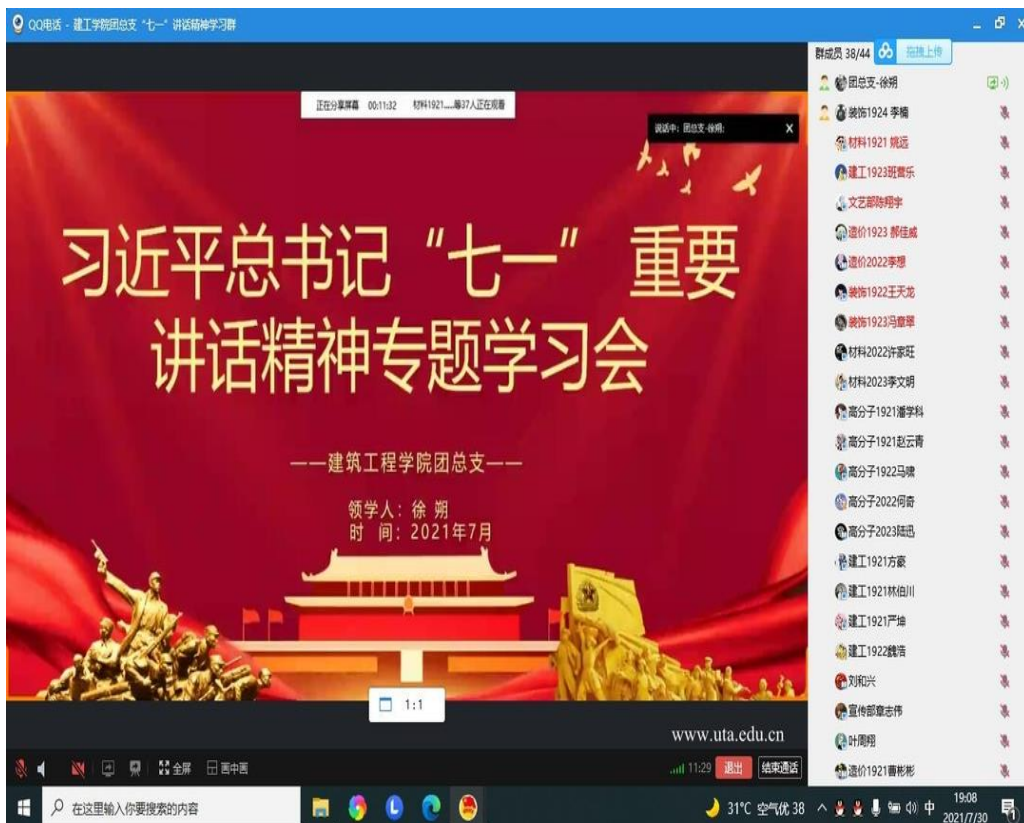 QQ电话 - 建工学院团总支“七一”讲话精神学习群
群成员 38/44
拖拽上传
正在分享屏幕 00:11:32 材料1921......等37人正在观看
说话中: 团总支-徐朔:
习近平总书记“七一”重要
讲话精神专题学习会
——建筑工程学院团总支——
领学人：徐 朔
时 间：2021年7月
1:1
www.uta.edu.cn
团总支-徐朔
装饰1924 李楠
材料1921 姚远
建工1923班曹乐
文艺部陈翔宇
造价1923 郝佳威
造价2022李想
装饰1922王天龙
材料2022许家旺
材料2023李文明
高分子1921潘学科
高分子1921赵云青
高分子1922马啸
高分子2022何奇
高分子2023陆迅
建工1921方豪
建工1921林伯川
建工1921严坤
建工1922魏浩
刘和兴
宣传部章志伟
叶周翔
造价1921曹彬彬
全屏
画中画
11:29
退出
结束通话
在这里输入你要搜索的内容
31°C 空气优 38
中
19:08
2021/7/30